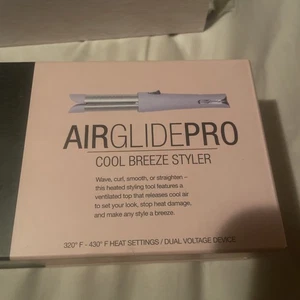 AIRGLIDEPRO
COOL BREEZE STYLER
Wave, curl, smooth, or straighten –
this heated styling tool features a
ventilated top that releases cool air
to set your look, stop heat damage,
and make any style a breeze.
320° F - 430° F HEAT SETTINGS / DUAL VOLTAGE DEVICE